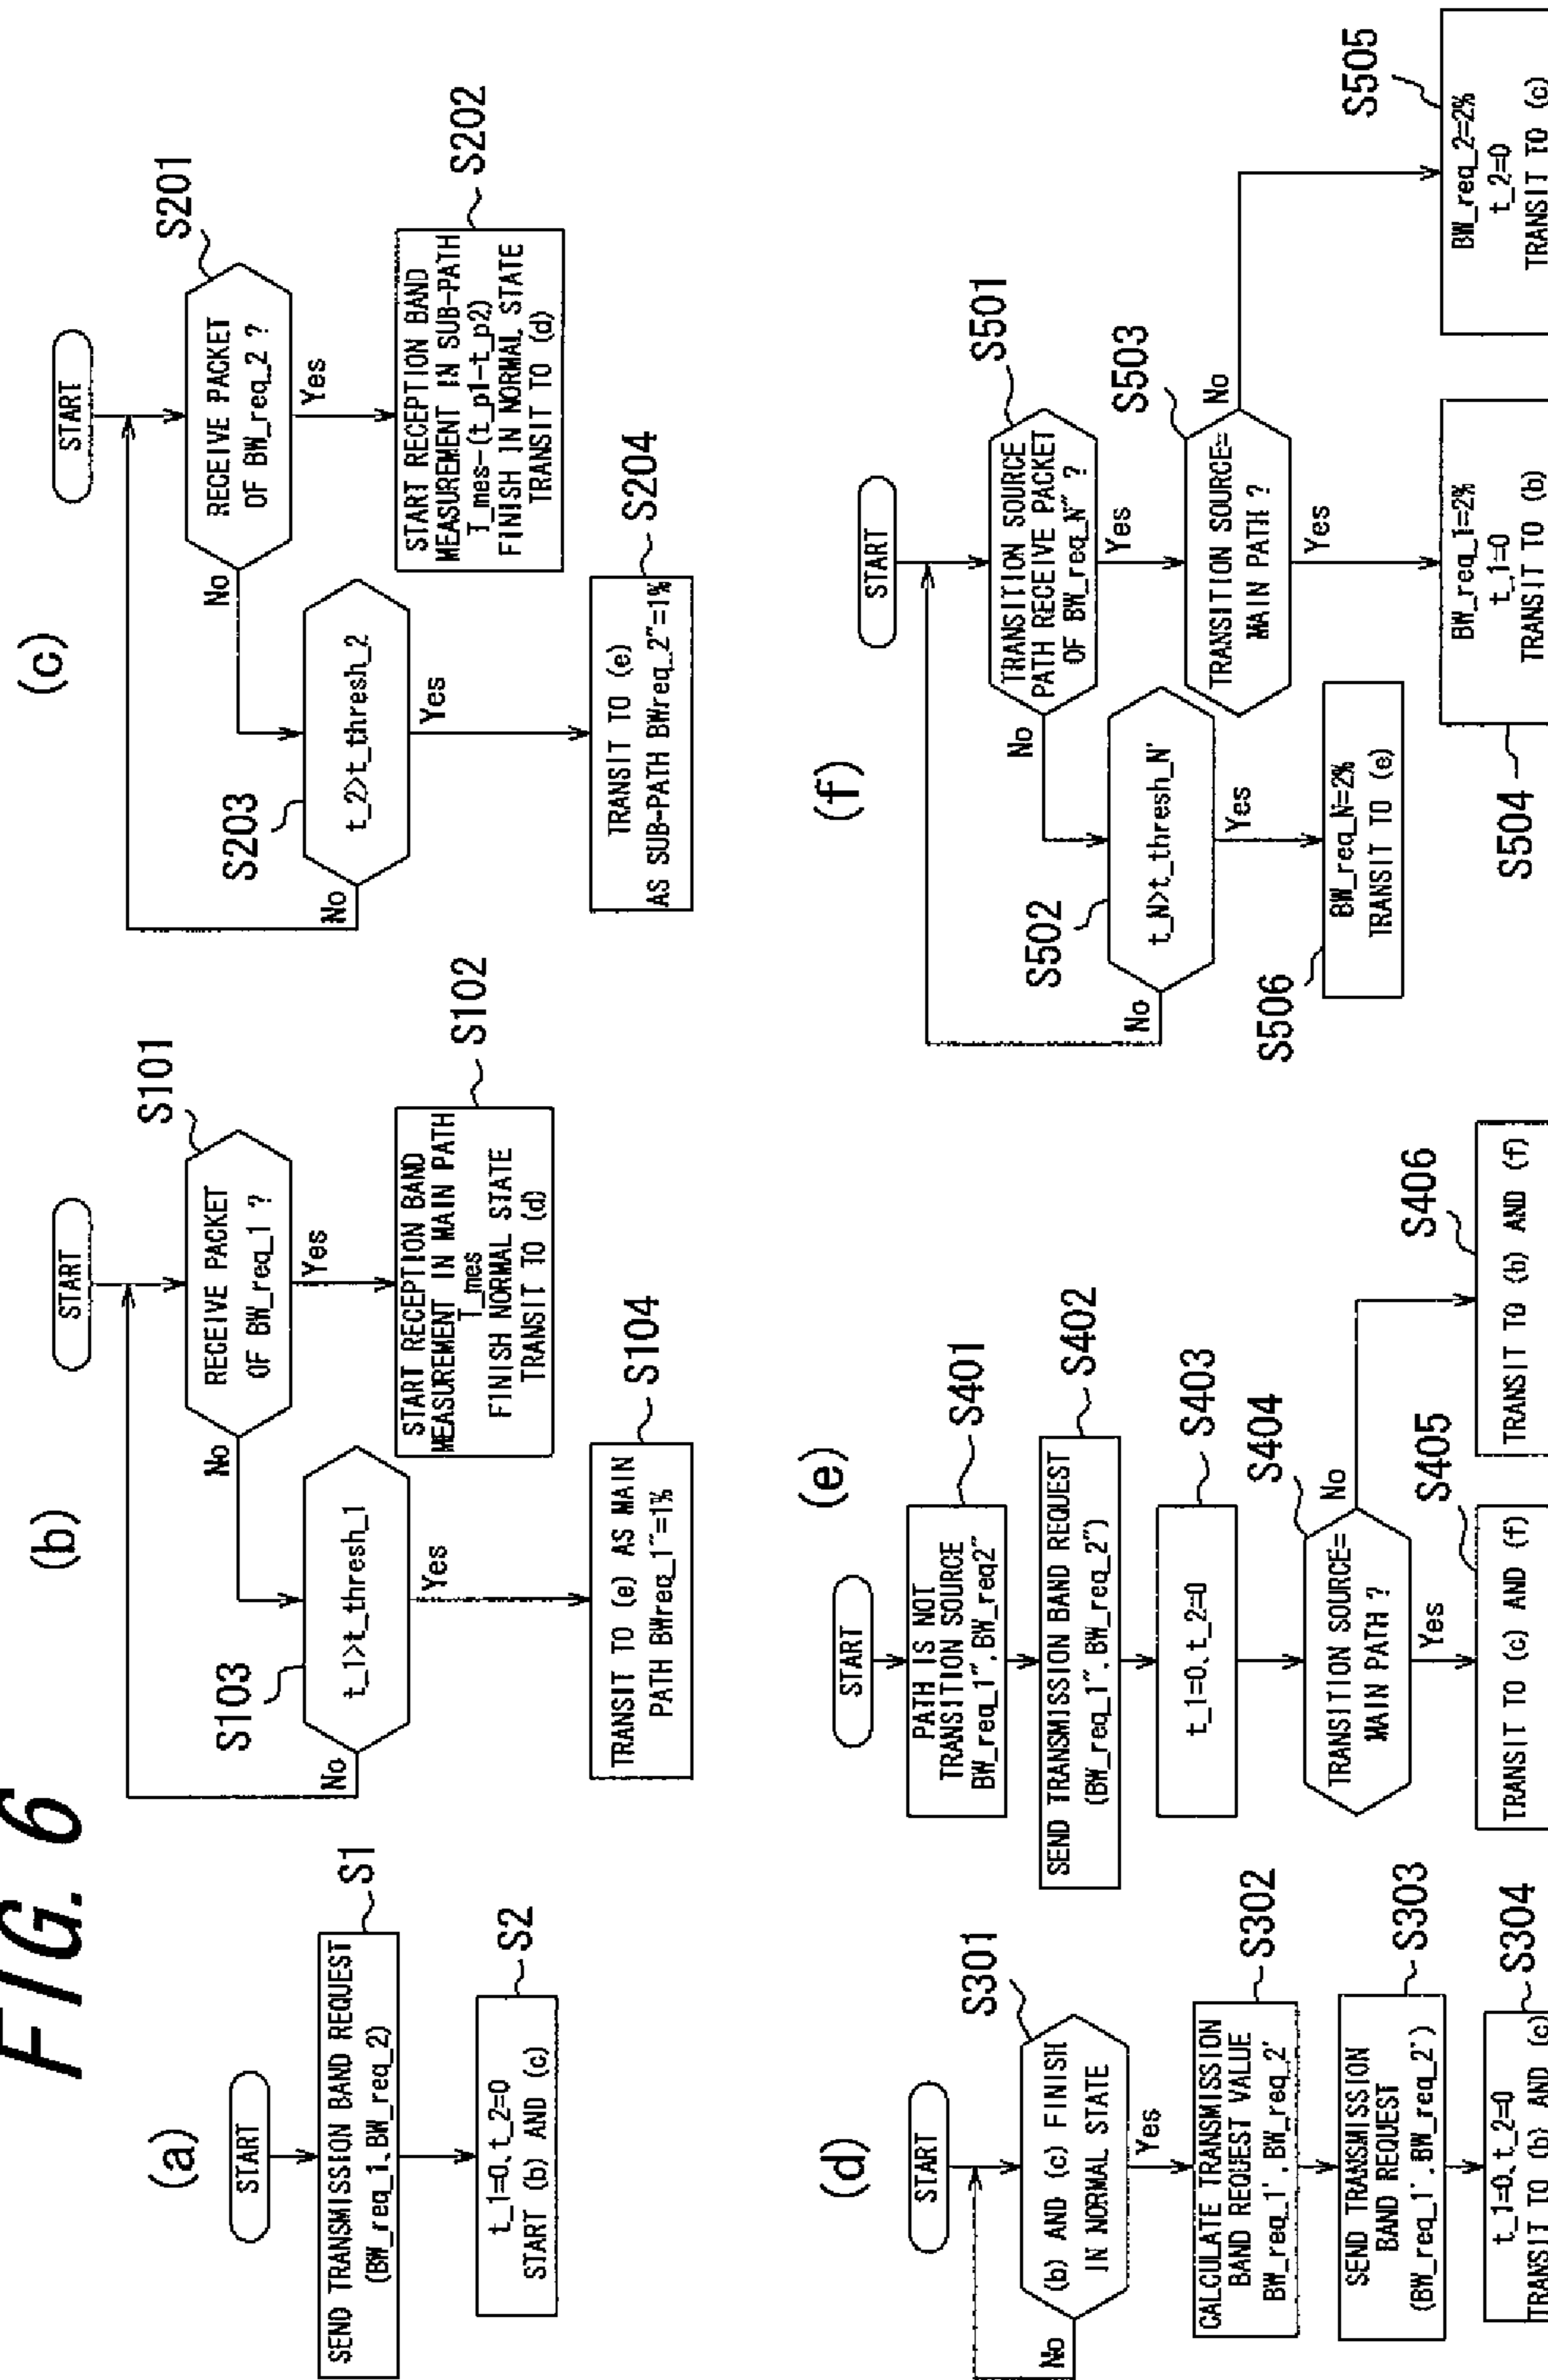 FIG. 6
(a)
START
SEND TRANSMISSION BAND REQUEST
(BW_req_1, BW_req_2)
S1
t_1=0, t_2=0
START (b) AND (c)
S2
(b)
START
RECEIVE PACKET
OF BW_req_1 ?
S101
No
Yes
START RECEPTION BAND
MEASUREMENT IN MAIN PATH
T_mes
FINISH NORMAL STATE
TRANSIT TO (d)
S102
t_1>t_thresh_1
S103
No
Yes
TRANSIT TO (e) AS MAIN
PATH BWreq_1″=1%
S104
(c)
START
RECEIVE PACKET
OF BW_req_2 ?
S201
No
Yes
START RECEPTION BAND
MEASUREMENT IN SUB-PATH
T_mes-(t_p1-t_p2)
FINISH IN NORMAL STATE
TRANSIT TO (d)
S202
t_2>t_thresh_2
S203
No
Yes
TRANSIT TO (e)
AS SUB-PATH BWreq_2″=1%
S204
(d)
START
(b) AND (c) FINISH
IN NORMAL STATE
S301
No
Yes
CALCULATE TRANSMISSION
BAND REQUEST VALUE
BW_req_1', BW_req_2'
S302
SEND TRANSMISSION
BAND REQUEST
(BW_req_1', BW_req_2')
S303
t_1=0, t_2=0
TRANSIT TO (b) AND (c)
S304
(e)
START
PATH IS NOT
TRANSITION SOURCE
BW_req_1″, BW_req2″
S401
SEND TRANSMISSION BAND REQUEST
(BW_req_1″, BW_req_2″)
S402
t_1=0, t_2=0
S403
TRANSITION SOURCE=
MAIN PATH ?
S404
No
Yes
TRANSIT TO (c) AND (f)
S405
TRANSIT TO (b) AND (f)
S406
(f)
START
TRANSITION SOURCE
PATH RECEIVE PACKET
OF BW_req_N″ ?
S501
No
Yes
t_N>t_thresh_N'
S502
No
Yes
BW_req_N=2%
TRANSIT TO (e)
S506
TRANSITION SOURCE=
MAIN PATH ?
S503
No
Yes
BW_req_1=2%
t_1=0
TRANSIT TO (b)
S504
BW_req_2=2%
t_2=0
TRANSIT TO (c)
S505